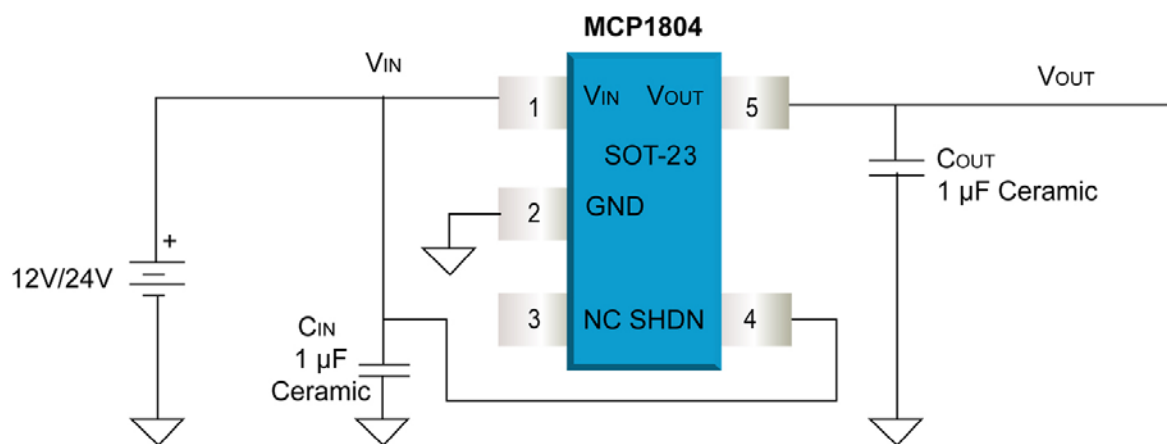 MCP1804
VIN
1
VIN VOUT
5
VOUT
SOT-23
COUT
1 µF Ceramic
2
GND
+
12V/24V
3
NC SHDN
4
CIN
1 µF
Ceramic